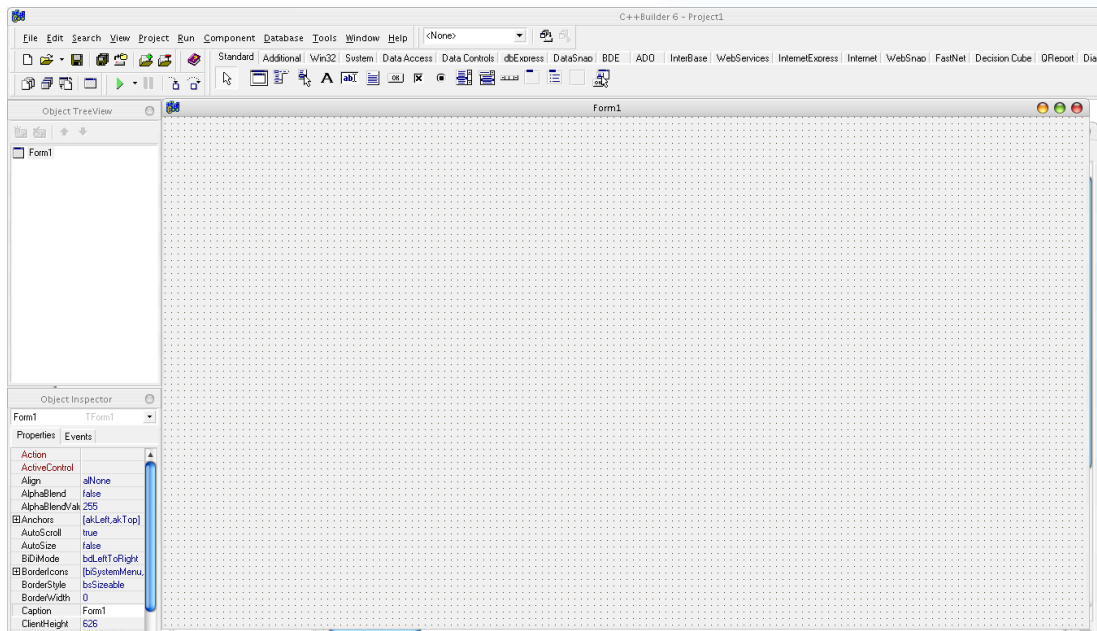 C++Builder 6 - Project1
File Edit Search View Project Run Component Database Tools Window Help <None>
Standard Additional Win32 System Data Access Data Controls dbExpress DataSnap BDE ADO InterBase WebServices InternetExpress Internet WebSnap FastNet Decision Cube QReport Dia
Object TreeView
Form1
Form1
Object Inspector
Form1 TForm1
Properties Events
Action
ActiveControl
Align alNone
AlphaBlend false
AlphaBlendValu 255
Anchors [akLeft,akTop]
AutoScroll true
AutoSize false
BiDiMode bdLeftToRight
BorderIcons [biSystemMenu,
BorderStyle bsSizeable
BorderWidth 0
Caption Form1
ClientHeight 626